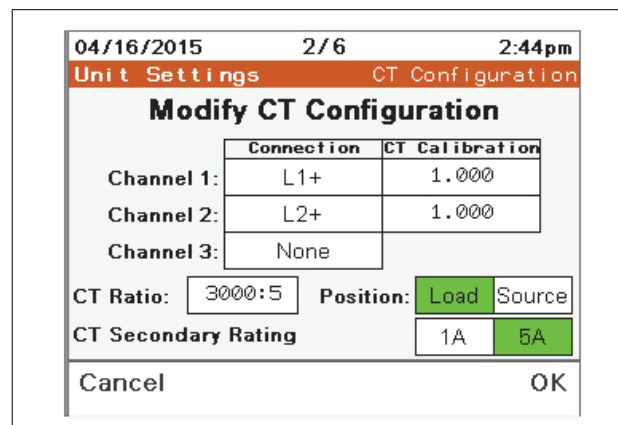 04/16/2015 2/6 2:44pm
Unit Settings CT Configuration
Modify CT Configuration
Connection CT Calibration
Channel 1: L1+ 1.000
Channel 2: L2+ 1.000
Channel 3: None
CT Ratio: 3000:5 Position: Load Source
CT Secondary Rating 1A 5A
Cancel OK